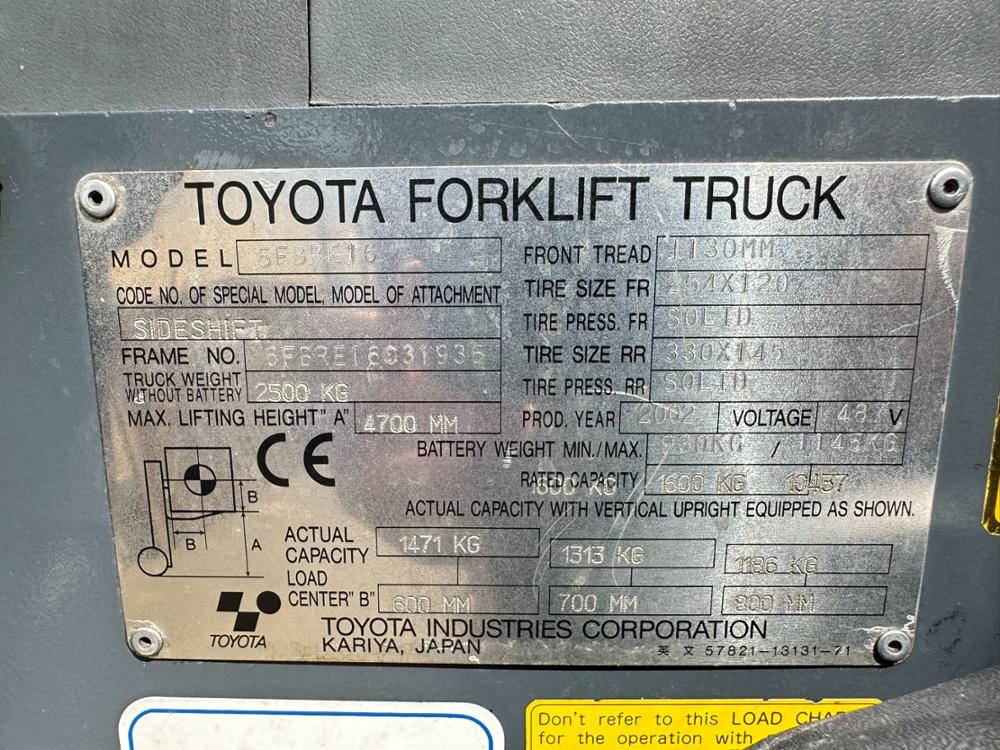 TOYOTA FORKLIFT TRUCK
MODEL 6FBRE16
CODE NO. OF SPECIAL MODEL, MODEL OF ATTACHMENT
SIDESHIFT
FRAME NO.
TRUCK WEIGHT WITHOUT BATTERY 2500 KG
MAX. LIFTING HEIGHT "A" 4700 MM
FRONT TREAD 1130MM
TIRE SIZE FR 254X120
TIRE PRESS. FR SOLID
TIRE SIZE RR 330X145
TIRE PRESS. RR SOLID
PROD. YEAR 2002 VOLTAGE 48 V
BATTERY WEIGHT MIN./MAX. 930KG / 1145KG
RATED CAPACITY 1600 KG
ACTUAL CAPACITY WITH VERTICAL UPRIGHT EQUIPPED AS SHOWN.
CE
B
B
A
ACTUAL CAPACITY 1471 KG 1313 KG 1186 KG
LOAD CENTER "B" 600 MM 700 MM 800 MM
TOYOTA
TOYOTA INDUSTRIES CORPORATION
KARIYA, JAPAN
英 文 57821-13131-71
Don't refer to this LOAD
for the operation with